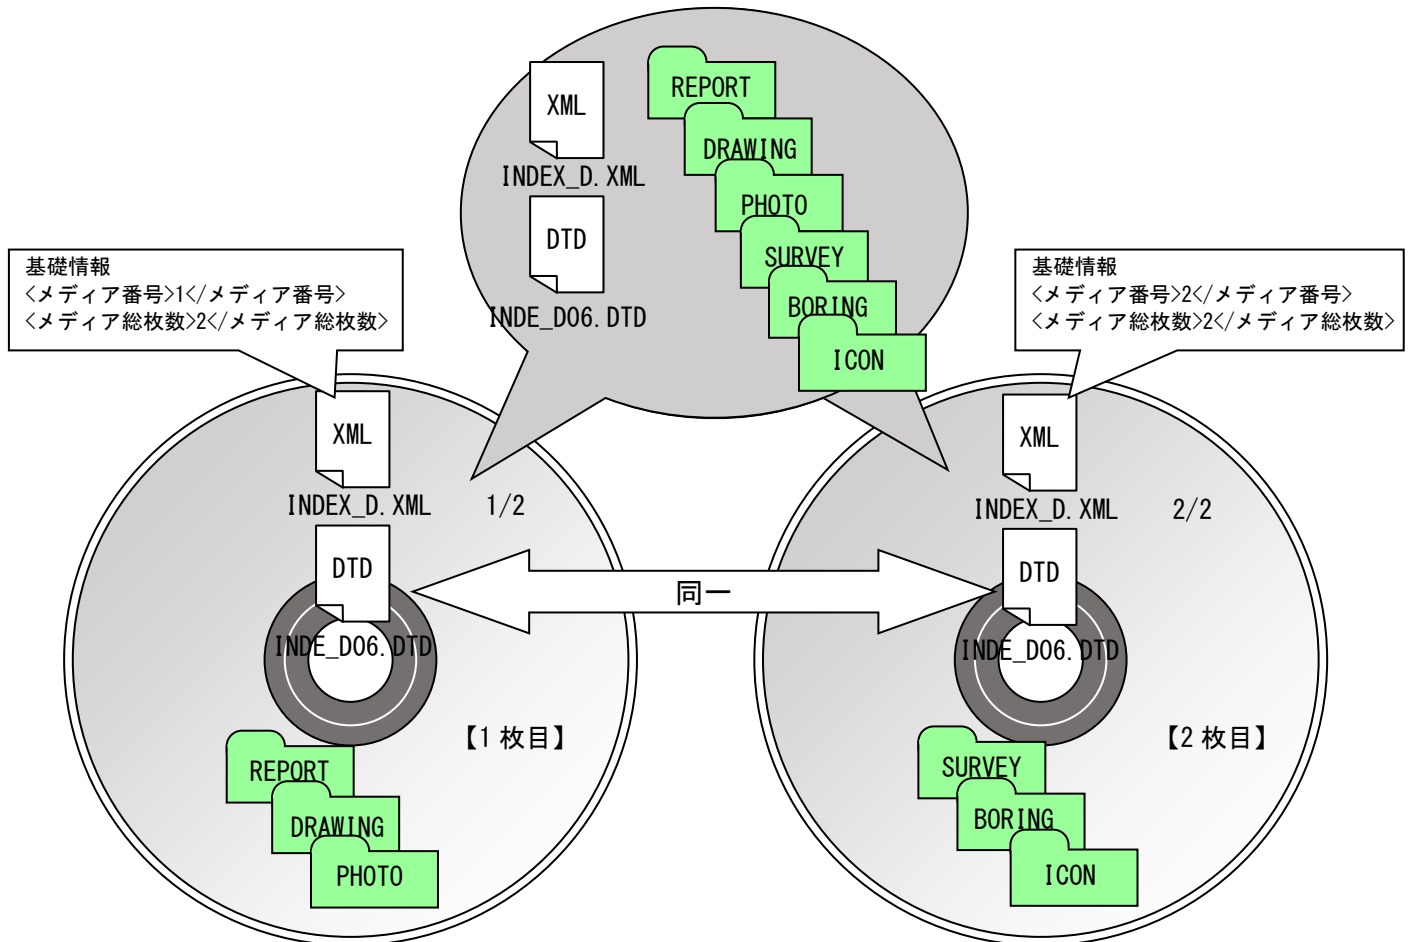 XML
INDEX_D.XML
DTD
INDE_D06.DTD
REPORT
DRAWING
PHOTO
SURVEY
BORING
ICON
基礎情報
<メディア番号>1</メディア番号>
<メディア総枚数>2</メディア総枚数>
基礎情報
<メディア番号>2</メディア番号>
<メディア総枚数>2</メディア総枚数>
XML
INDEX_D.XML
1/2
DTD
INDE_D06.DTD
【1枚目】
REPORT
DRAWING
PHOTO
同一
XML
INDEX_D.XML
2/2
DTD
INDE_D06.DTD
【2枚目】
SURVEY
BORING
ICON